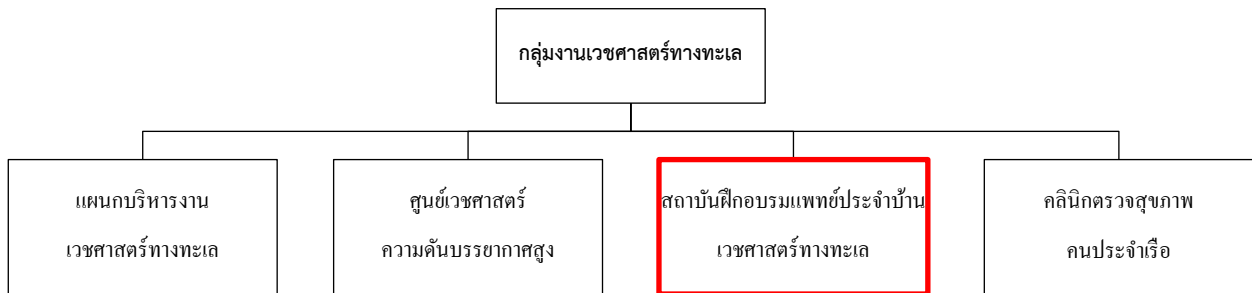 กลุ่มงานเวชศาสตร์ทางทะเล
แผนกบริหารงาน
เวชศาสตร์ทางทะเล
ศูนย์เวชศาสตร์
ความดันบรรยากาศสูง
สถาบันฝึกอบรมแพทย์ประจำบ้าน
เวชศาสตร์ทางทะเล
คลินิกตรวจสุขภาพ
คนประจำเรือ